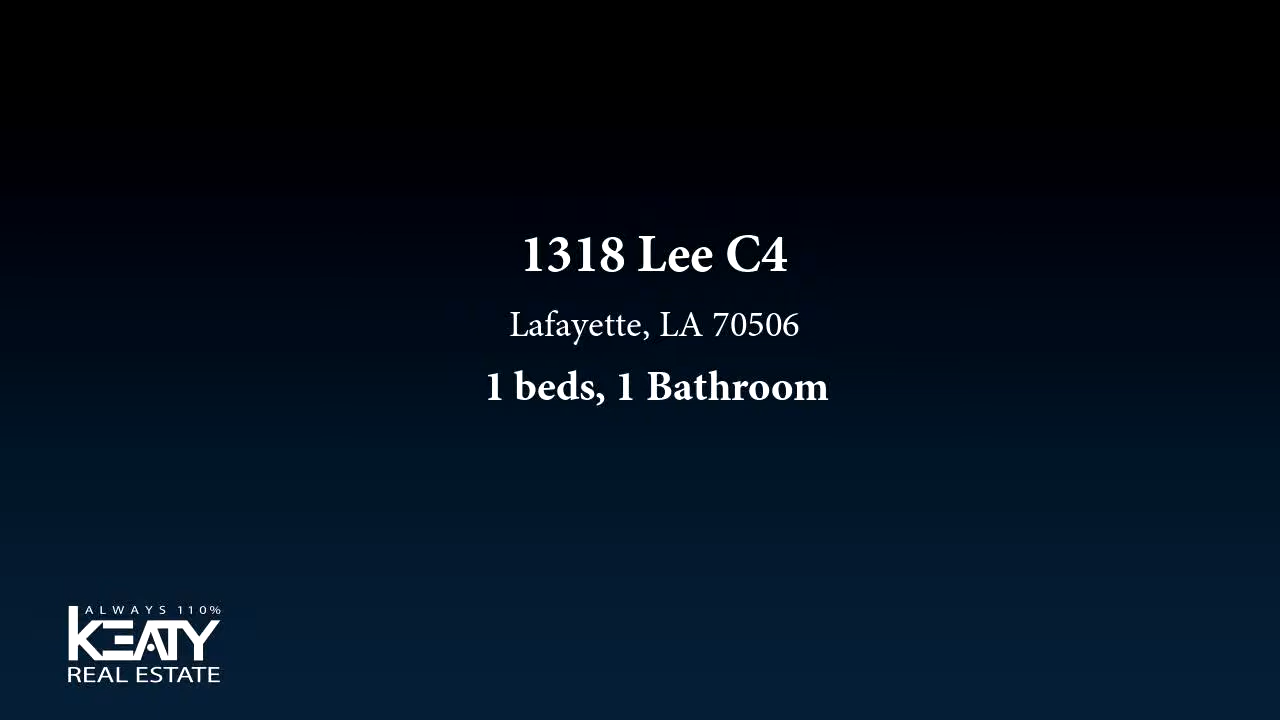 1318 Lee C4
Lafayette, LA 70506
1 beds, 1 Bathroom
ALWAYS 110%
KEATY
REAL ESTATE